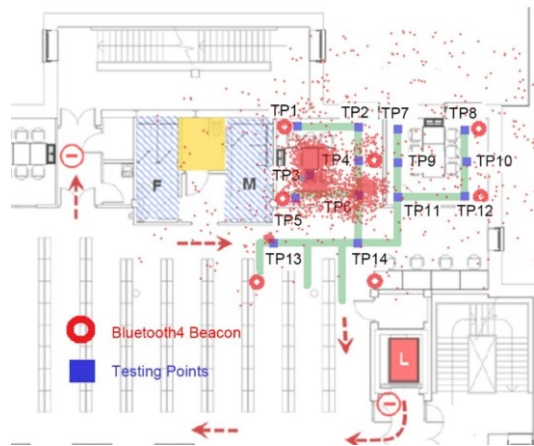 TP1
TP2
TP7
TP8
TP4
TP9
TP10
TP3
F
M
TP5
TP6
TP11
TP12
TP13
TP14
Bluetooth4 Beacon
L
Testing Points